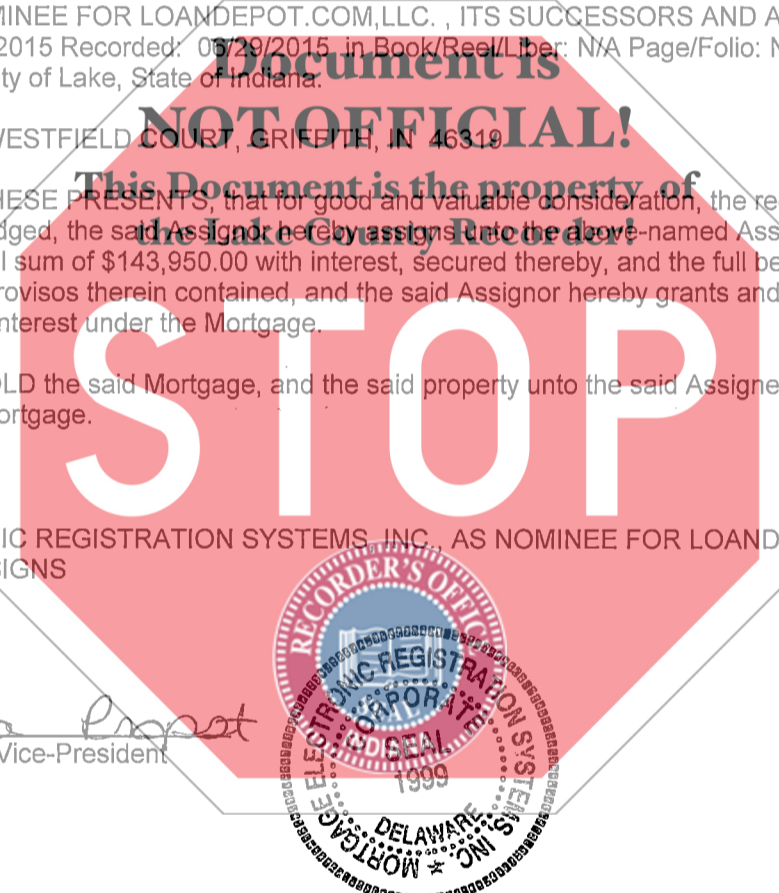 MINEE FOR LOANDEPOT.COM,LLC. , ITS SUCCESSORS AND A
2015 Recorded: 06/29/2015 in Book/Reel/Liber: N/A Page/Folio: N
ty of Lake, State of Indiana.
Document is
NOT OFFICIAL!
WESTFIELD COURT, GRIFFITH, IN 46319
This Document is the property of
the Lake County Recorder!
HESE PRESENTS, that for good and valuable consideration, the re
dged, the said Assignor hereby assigns unto the above-named Ass
l sum of $143,950.00 with interest, secured thereby, and the full be
rovisos therein contained, and the said Assignor hereby grants and
nterest under the Mortgage.
STOP
OLD the said Mortgage, and the said property unto the said Assigne
ortgage.
IC REGISTRATION SYSTEMS, INC., AS NOMINEE FOR LOAND
SIGNS
RECORDER'S OFFICE
SEAL
Propst
Vice-President
MORTGAGE ELECTRONIC REGISTRATION SYSTEMS, INC.
CORPORATE
SEAL
1999
DELAWARE